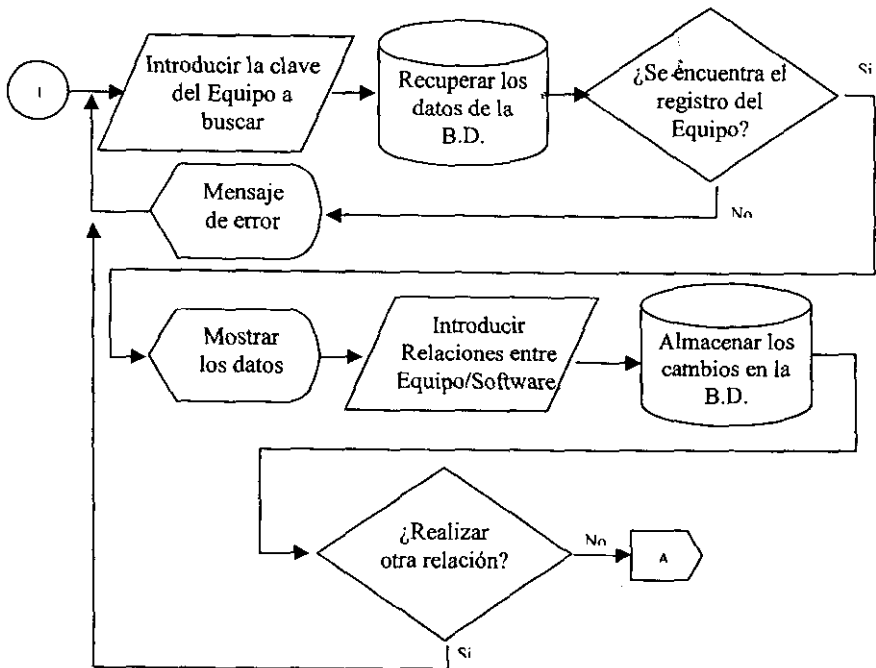 I
Introducir la clave
del Equipo a
buscar
Recuperar los
datos de la
B.D.
¿Se encuentra el
registro del
Equipo?
Si
No
Mensaje
de error
Mostrar
los datos
Introducir
Relaciones entre
Equipo/Software
Almacenar los
cambios en la
B.D.
¿Realizar
otra relación?
No
A
Si